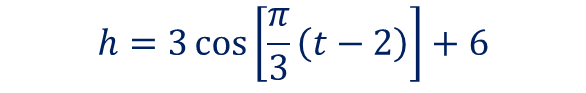 h = 3 cos[π/3 (t − 2)] + 6